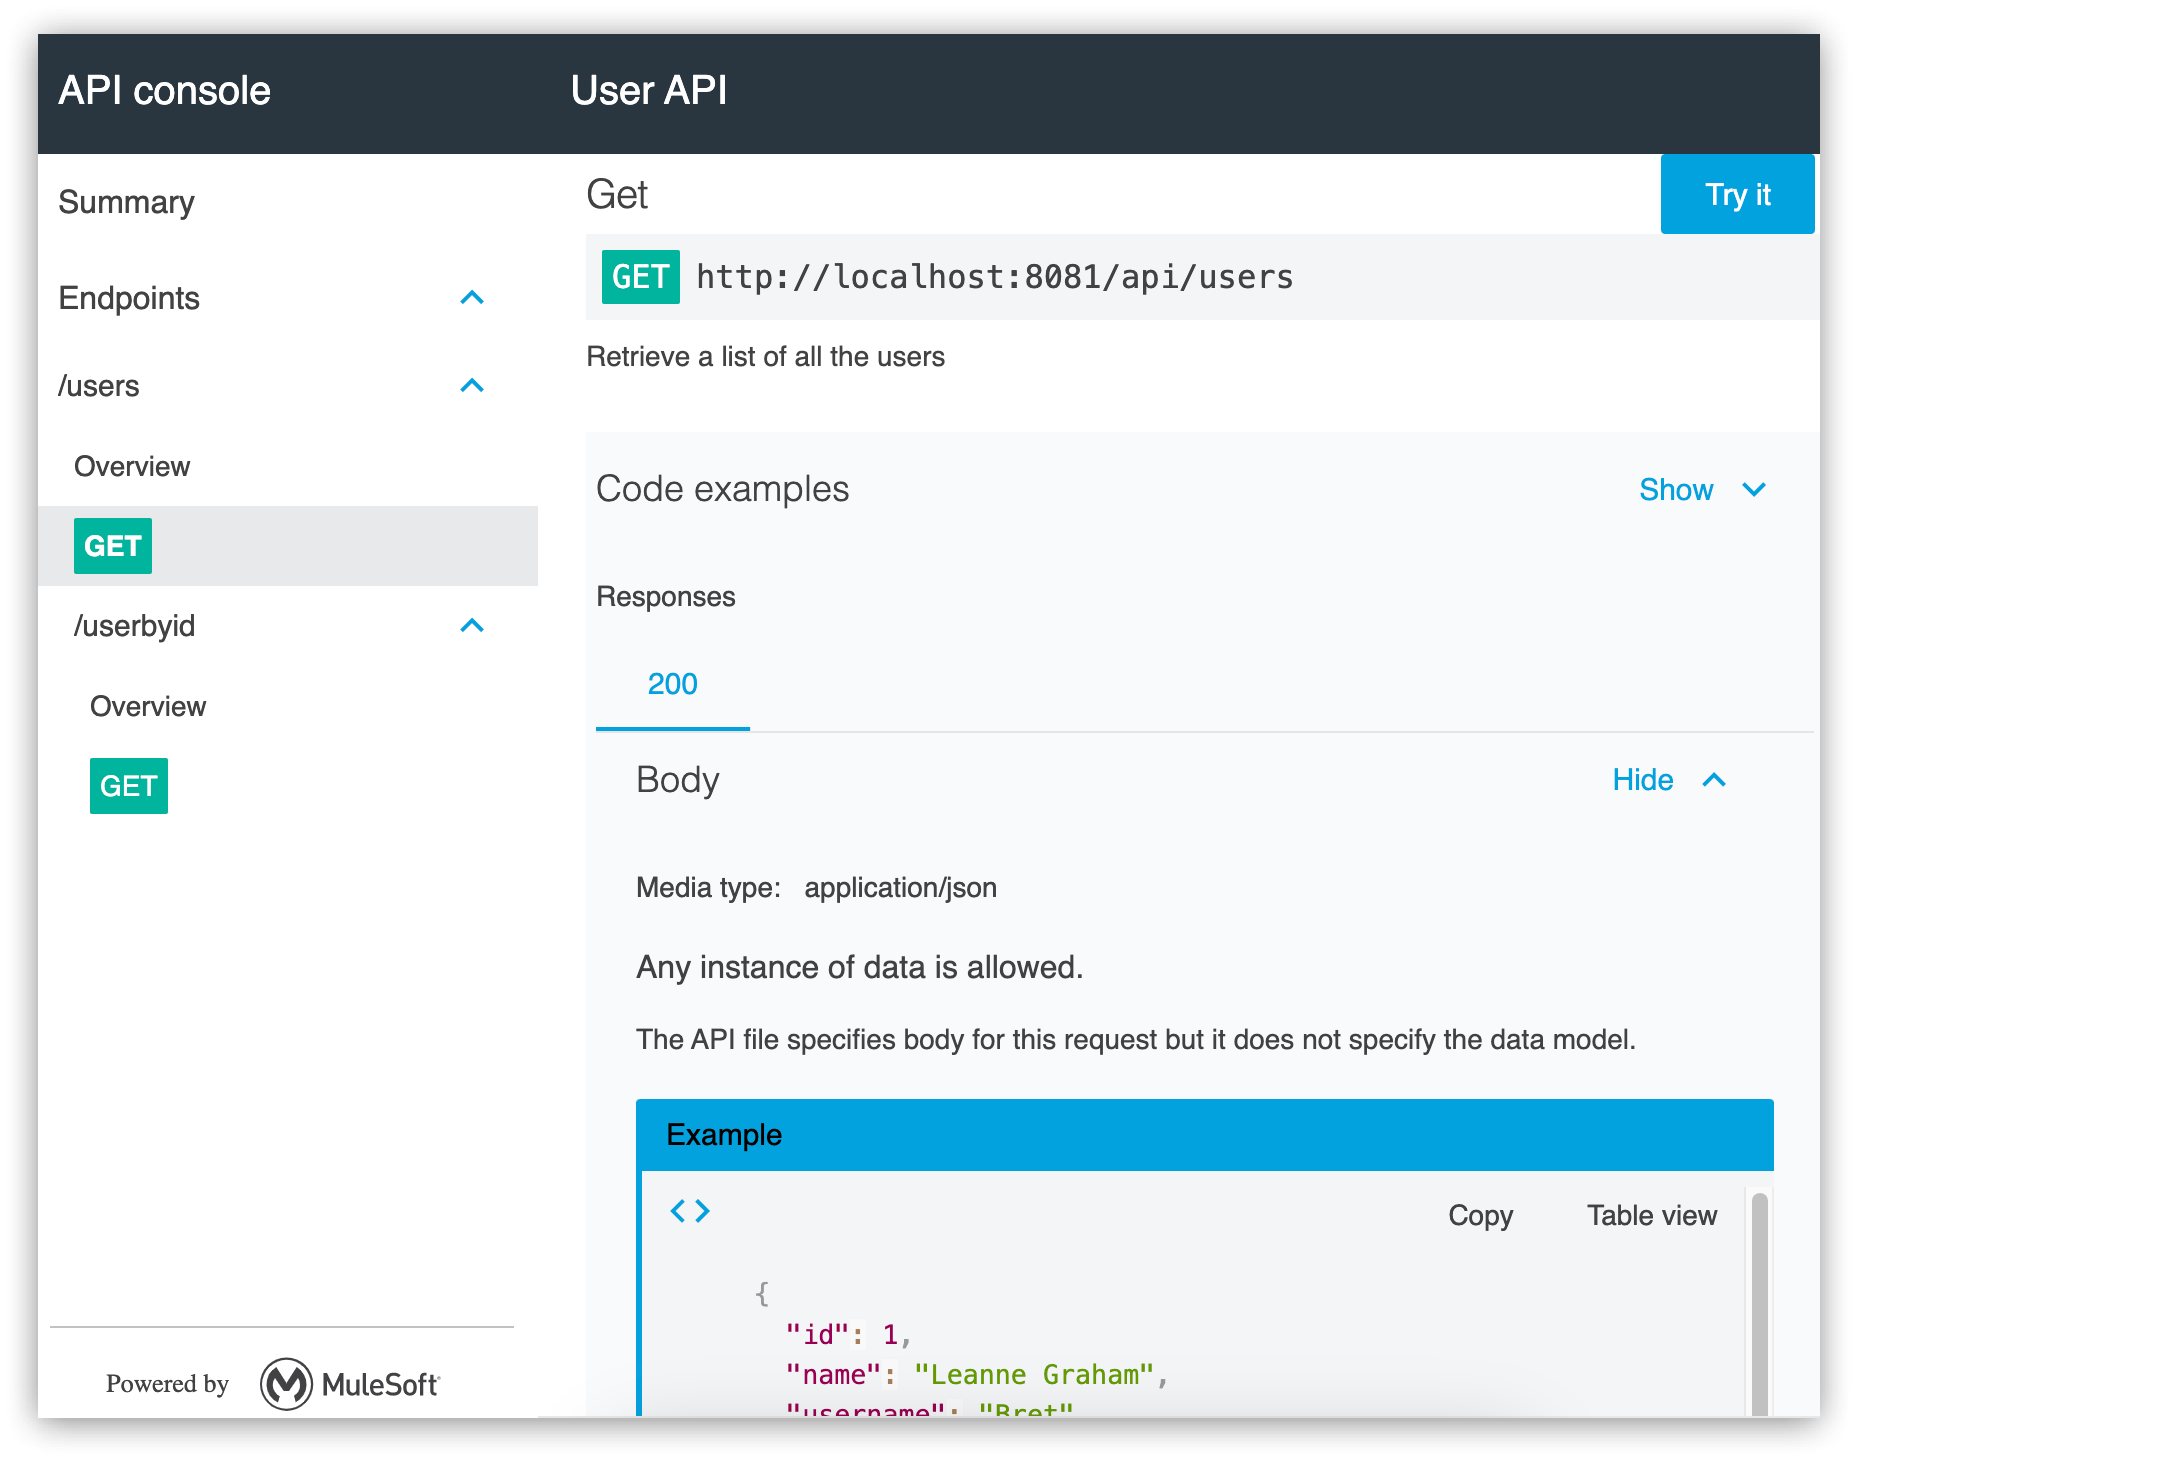 API console
User API
Summary
Endpoints
/users
Overview
GET
/userbyid
Overview
GET
Powered by MuleSoft
Get
Try it
GET http://localhost:8081/api/users
Retrieve a list of all the users
Code examples
Show
Responses
200
Body
Hide
Media type: application/json
Any instance of data is allowed.
The API file specifies body for this request but it does not specify the data model.
Example
<> Copy Table view
{
"id": 1,
"name": "Leanne Graham",
"username": "Bret"